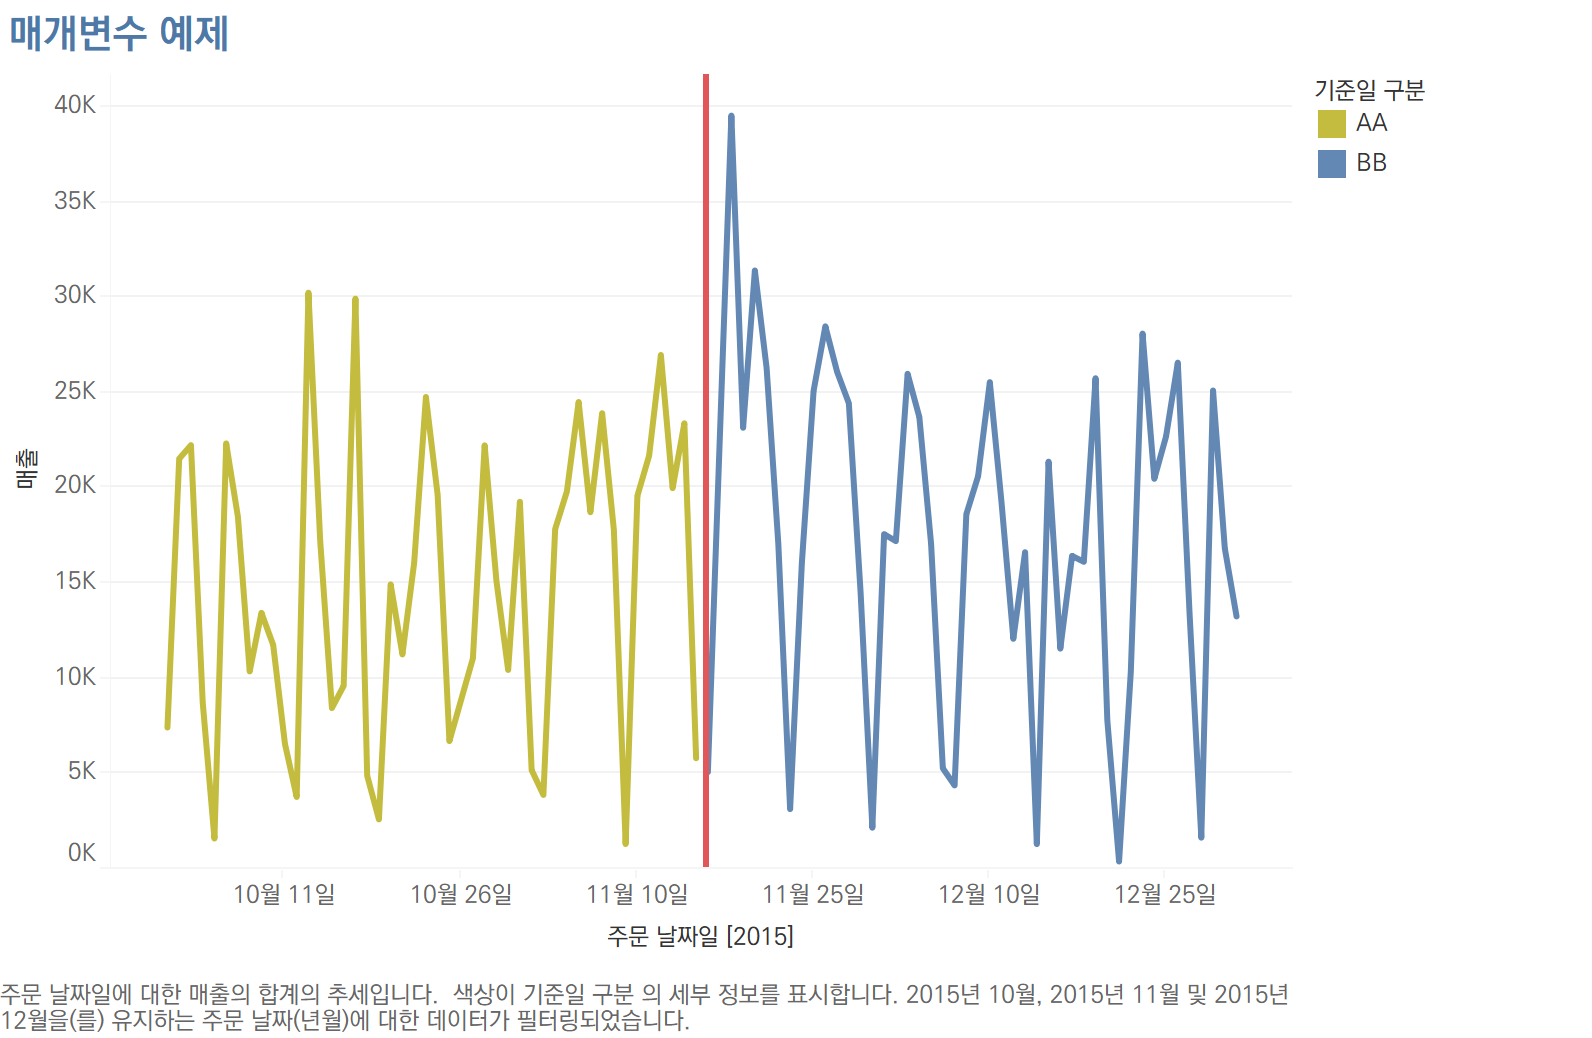 매개변수 예제
기준일 구분
AA
BB
40K
35K
30K
25K
20K
15K
10K
5K
0K
매출
10월 11일
10월 26일
11월 10일
11월 25일
12월 10일
12월 25일
주문 날짜일 [2015]
주문 날짜일에 대한 매출의 합계의 추세입니다.  색상이 기준일 구분 의 세부 정보를 표시합니다. 2015년 10월, 2015년 11월 및 2015년
12월을(를) 유지하는 주문 날짜(년월)에 대한 데이터가 필터링되었습니다.